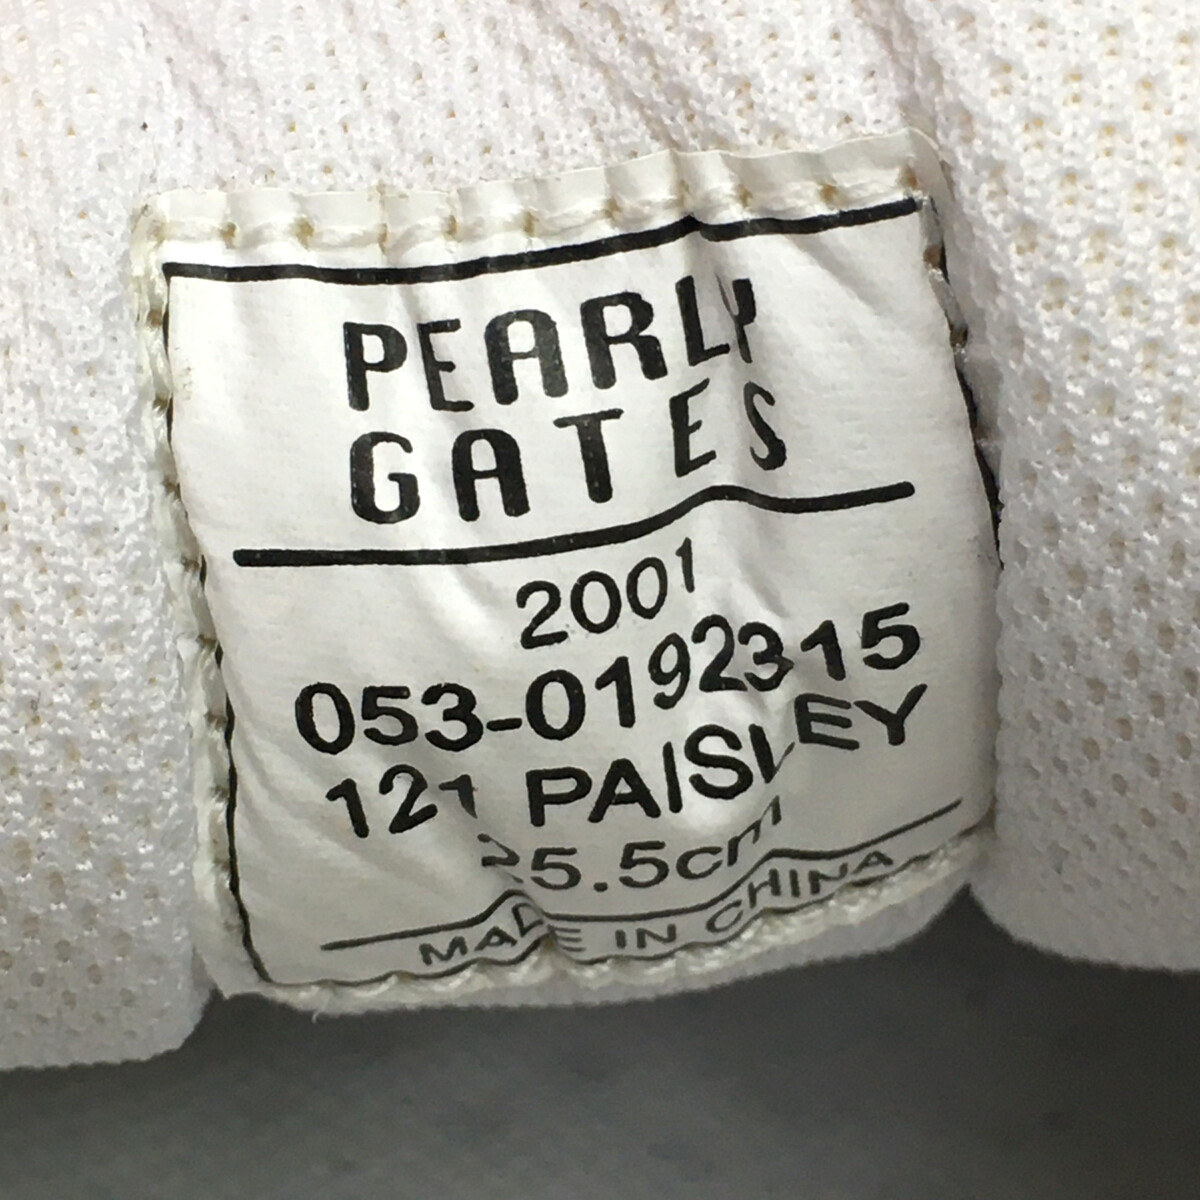 PEARLY
GATES
2001
053-0192315
121 PAISLEY
25.5cm
MADE IN CHINA